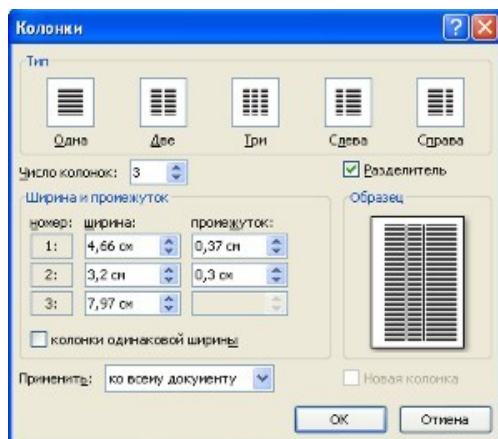 Колонки
Тип
Одна Две Три Слева Справа
Число колонок: 3 Разделитель
Ширина и промежуток Образец
номер: ширина: промежуток:
1: 4,66 см 0,37 см
2: 3,2 см 0,3 см
3: 7,97 см
колонки одинаковой ширины
Применить: ко всему документу Новая колонка
ОК Отмена